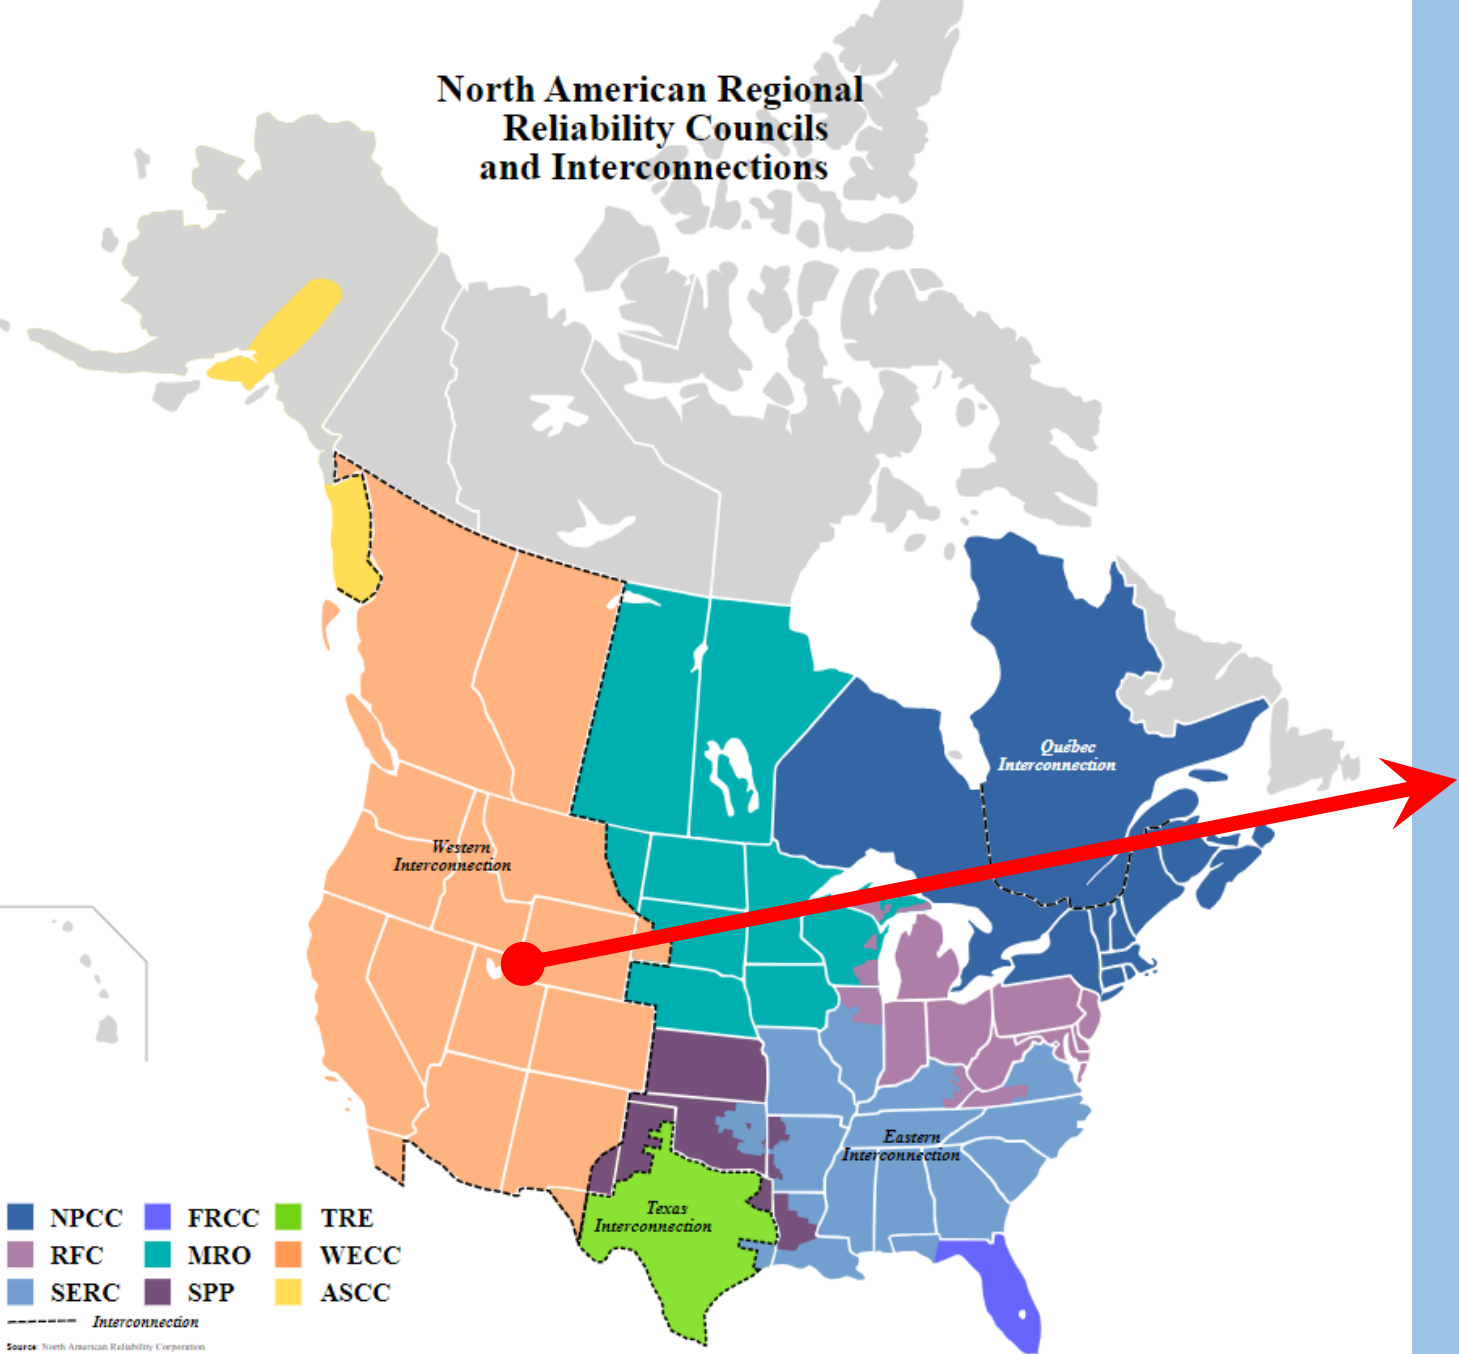 North American Regional
Reliability Councils
and Interconnections
Québec
Interconnection
Western
Interconnection
Eastern
Interconnection
Texas
Interconnection
NPCC FRCC TRE
RFC MRO WECC
SERC SPP ASCC
Interconnection
Source: North American Reliability Corporation